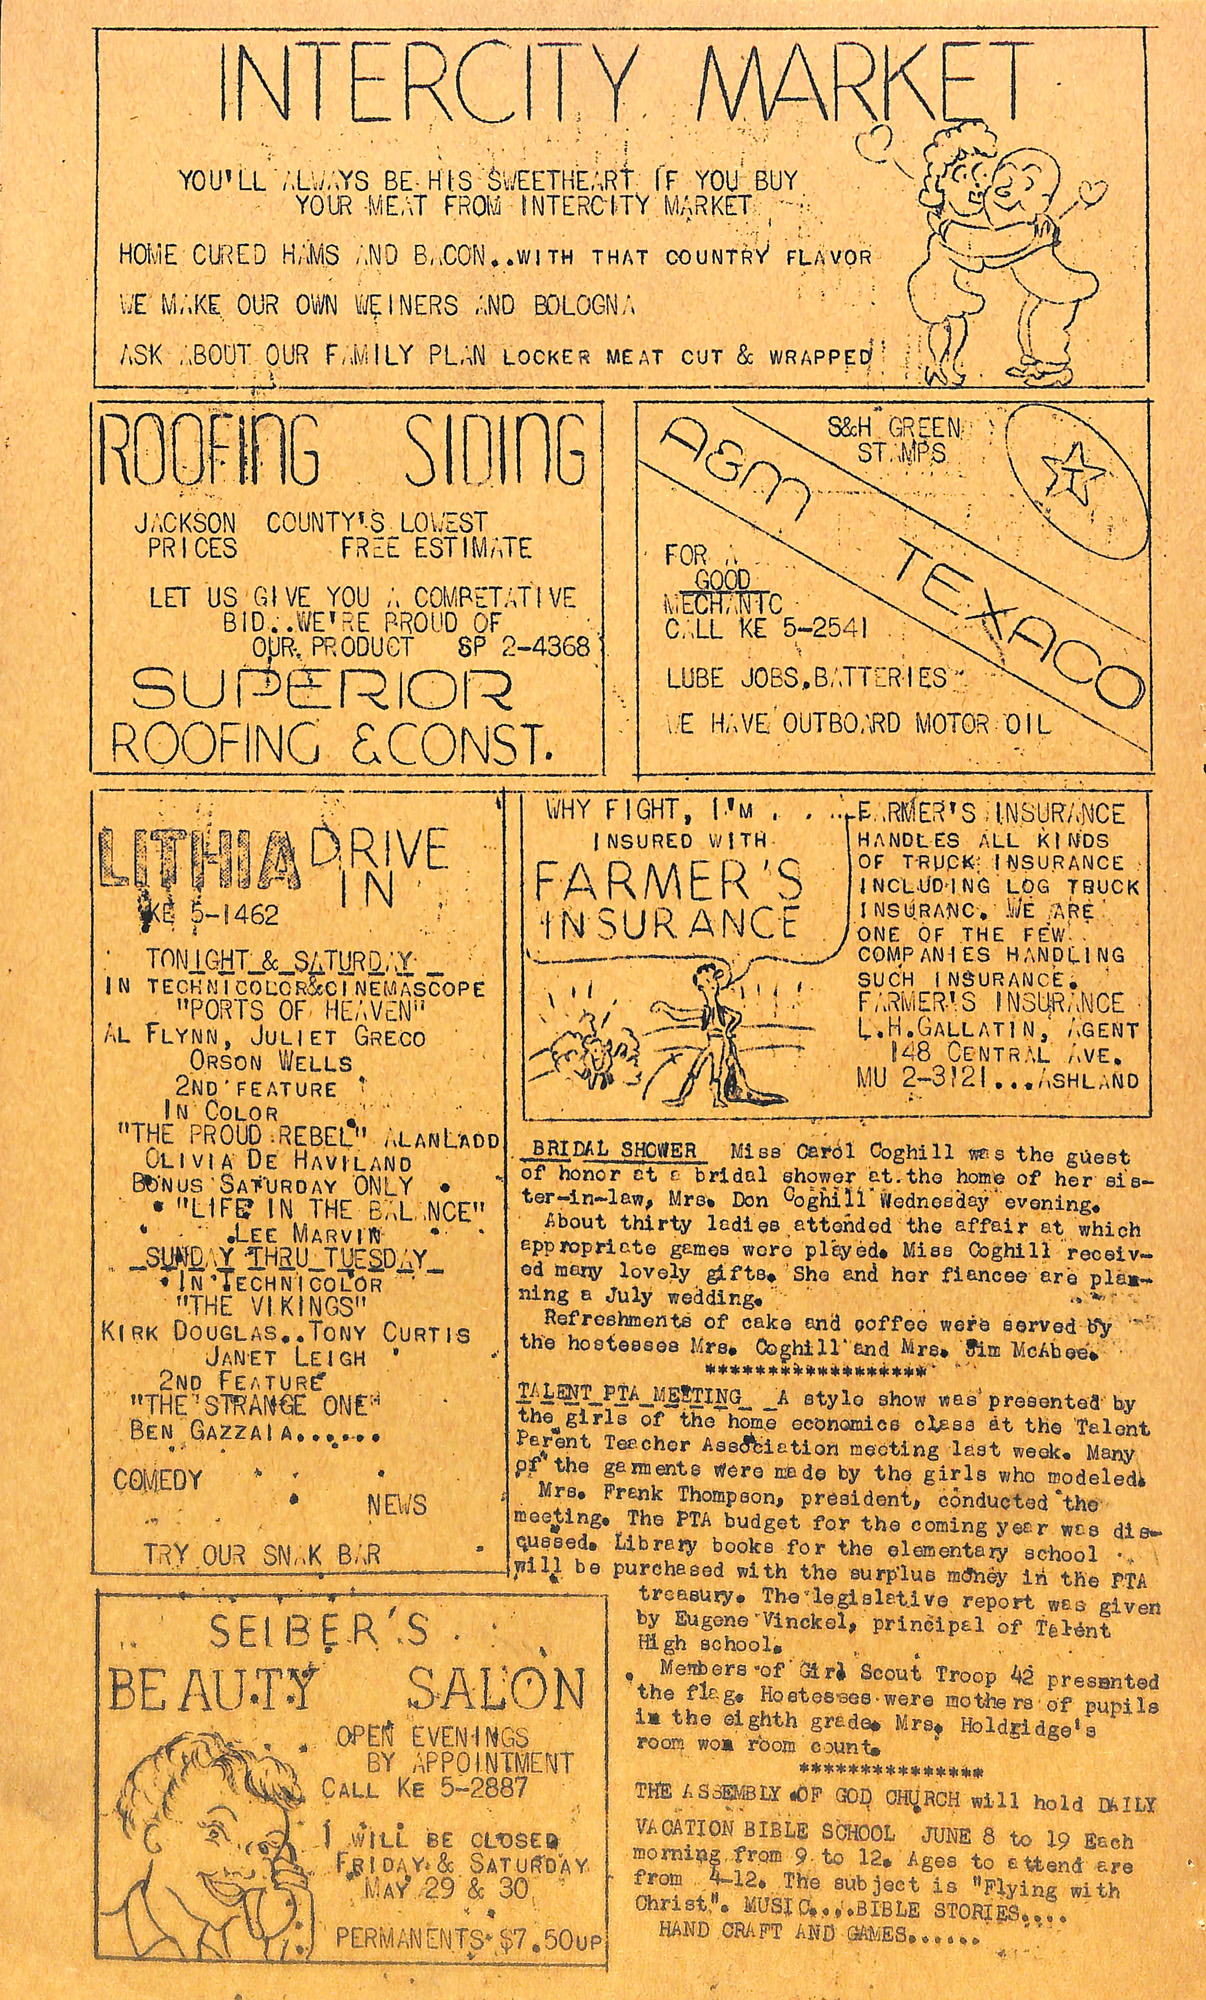 INTERCITY MARKET
YOU'LL ALWAYS BE HIS SWEETHEART IF YOU BUY
YOUR MEAT FROM INTERCITY MARKET
HOME CURED HAMS AND BACON..WITH THAT COUNTRY FLAVOR
WE MAKE OUR OWN WEINERS AND BOLOGNA
ASK ABOUT OUR FAMILY PLAN LOCKER MEAT CUT & WRAPPED
ROOFING SIDING
JACKSON COUNTY'S LOWEST
PRICES FREE ESTIMATE
LET US GIVE YOU A COMPETATIVE
BID..WE'RE PROUD OF
OUR PRODUCT SP 2-4368
SUPERIOR
ROOFING & CONST.
S&H GREEN
STAMPS
T
A&M TEXACO
FOR A
GOOD
MECHANIC
CALL KE 5-2541
LUBE JOBS, BATTERIES
WE HAVE OUTBOARD MOTOR OIL
LITHIA DRIVE
IN
KE 5-1462
TONIGHT & SATURDAY
IN TECHNICOLOR&CINEMASCOPE
"PORTS OF HEAVEN"
AL FLYNN, JULIET GRECO
ORSON WELLS
2ND FEATURE
IN COLOR
"THE PROUD REBEL" ALAN LADD
OLIVIA DE HAVILAND
BONUS SATURDAY ONLY
"LIFE IN THE BALANCE"
LEE MARVIN
SUNDAY THRU TUESDAY
IN TECHNICOLOR
"THE VIKINGS"
KIRK DOUGLAS..TONY CURTIS
JANET LEIGH
2ND FEATURE
"THE STRANGE ONE"
BEN GAZZAIA......
COMEDY
NEWS
TRY OUR SNAK BAR
WHY FIGHT, I'M . . ...
INSURED WITH
FARMER'S
INSURANCE
FARMER'S INSURANCE
HANDLES ALL KINDS
OF TRUCK INSURANCE
INCLUDING LOG TRUCK
INSURANC. WE ARE
ONE OF THE FEW
COMPANIES HANDLING
SUCH INSURANCE.
FARMER'S INSURANCE
L.H.GALLATIN, AGENT
148 CENTRAL AVE.
MU 2-3121...ASHLAND
BRIDAL SHOWER Miss Carol Coghill was the guest
of honor at a bridal shower at the home of her sis-
ter-in-law, Mrs. Don Coghill Wednesday evening.
About thirty ladies attended the affair at which
appropriate games were played. Miss Coghill receiv-
ed many lovely gifts. She and her fiancee are plan-
ning a July wedding.
Refreshments of cake and coffee were served by
the hostesses Mrs. Coghill and Mrs. Jim McAbee.
******************
TALENT PTA MEETING A style show was presented by
the girls of the home economics class at the Talent
Parent Teacher Association meeting last week. Many
of the garments were made by the girls who modeled.
Mrs. Frank Thompson, president, conducted the
meeting. The PTA budget for the coming year was dis-
cussed. Library books for the elementary school
will be purchased with the surplus money in the PTA
treasury. The legislative report was given
by Eugene Vinckel, principal of Talent
High school.
Members of Girl Scout Troop 42 presented
the flag. Hostesses were mothers of pupils
in the eighth grade. Mrs. Holdgidge's
room won room count.
***************
THE ASSEMBLY OF GOD CHURCH will hold DAILY
VACATION BIBLE SCHOOL JUNE 8 to 19 Each
morning from 9 to 12. Ages to attend are
from 4-12. The subject is "Flying with
Christ". MUSIC....BIBLE STORIES....
HAND CRAFT AND GAMES......
SEIBER'S
BEAUTY SALON
OPEN EVENINGS
BY APPOINTMENT
CALL KE 5-2887
I WILL BE CLOSED
FRIDAY & SATURDAY
MAY 29 & 30
PERMANENTS $7.50UP